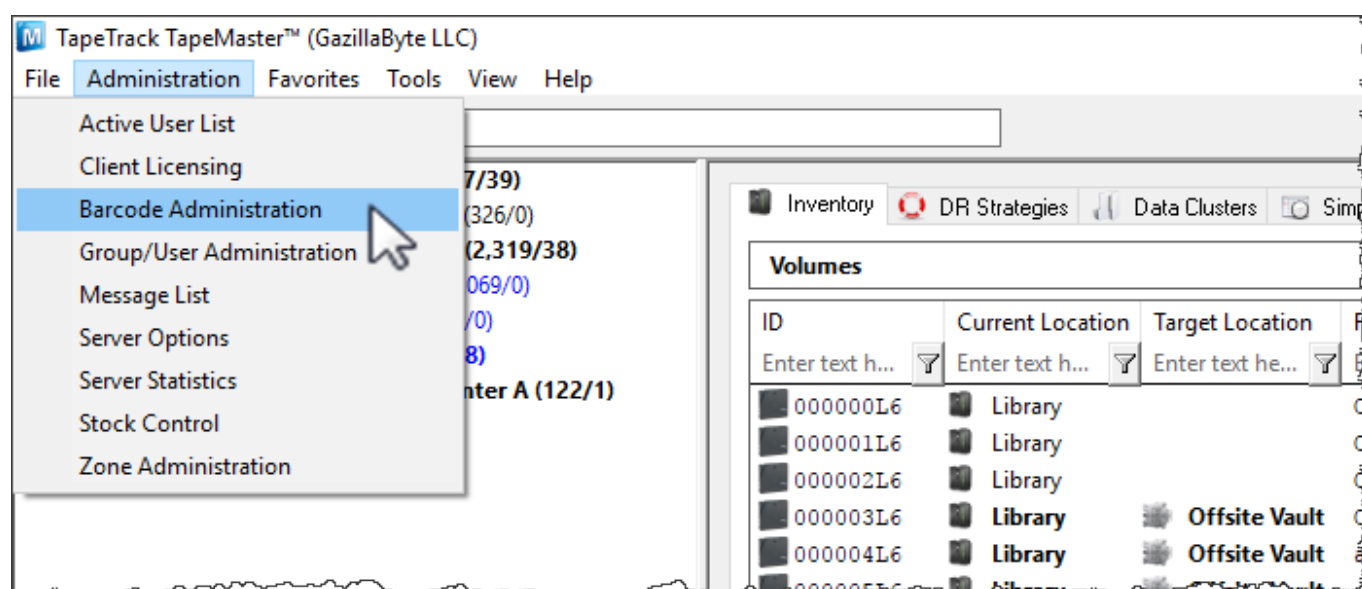 TapeTrack TapeMaster™ (GazillaByte LLC)
File Administration Favorites Tools View Help
Active User List
Client Licensing
Barcode Administration
Group/User Administration
Message List
Server Options
Server Statistics
Stock Control
Zone Administration
7/39)
(326/0)
(2,319/38)
069/0)
/0)
8)
nter A (122/1)
Inventory DR Strategies Data Clusters
Volumes
ID Current Location Target Location
Enter text h... Enter text h... Enter text he...
000000L6 Library
000001L6 Library
000002L6 Library
000003L6 Library Offsite Vault
000004L6 Library Offsite Vault